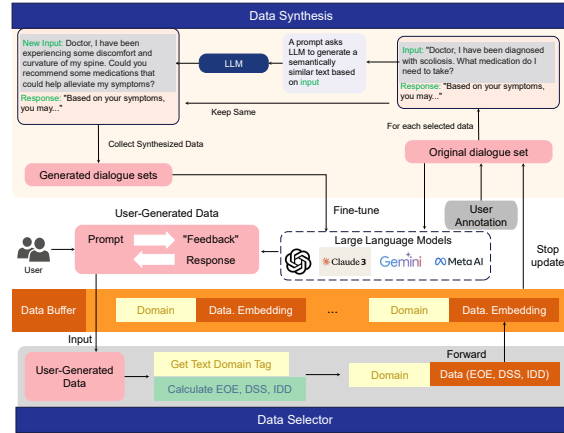 Data Synthesis
New Input: Doctor, I have been
experiencing some discomfort and
curvature of my spine. Could you
recommend some medications that
could help alleviate my symptoms?
Response: "Based on your symptoms,
you may..."
LLM
A prompt asks
LLM to generate a
semantically
similar text based
on input
Input: "Doctor, I have been diagnosed
with scoliosis. What medication do I
need to take?
Response: "Based on your symptoms,
you may..."
Keep Same
For each selected data
Collect Synthesized Data
Generated dialogue sets
Original dialogue set
Fine-tune
User
Annotation
User-Generated Data
Prompt
"Feedback"
Response
User
Large Language Models
Claude 3
Gemini
Meta AI
Stop
update
Data Buffer
Domain
Data. Embedding
...
Domain
Data. Embedding
Input
Forward
User-Generated
Data
Get Text Domain Tag
Calculate EOE, DSS, IDD
Domain
Data (EOE, DSS, IDD)
Data Selector